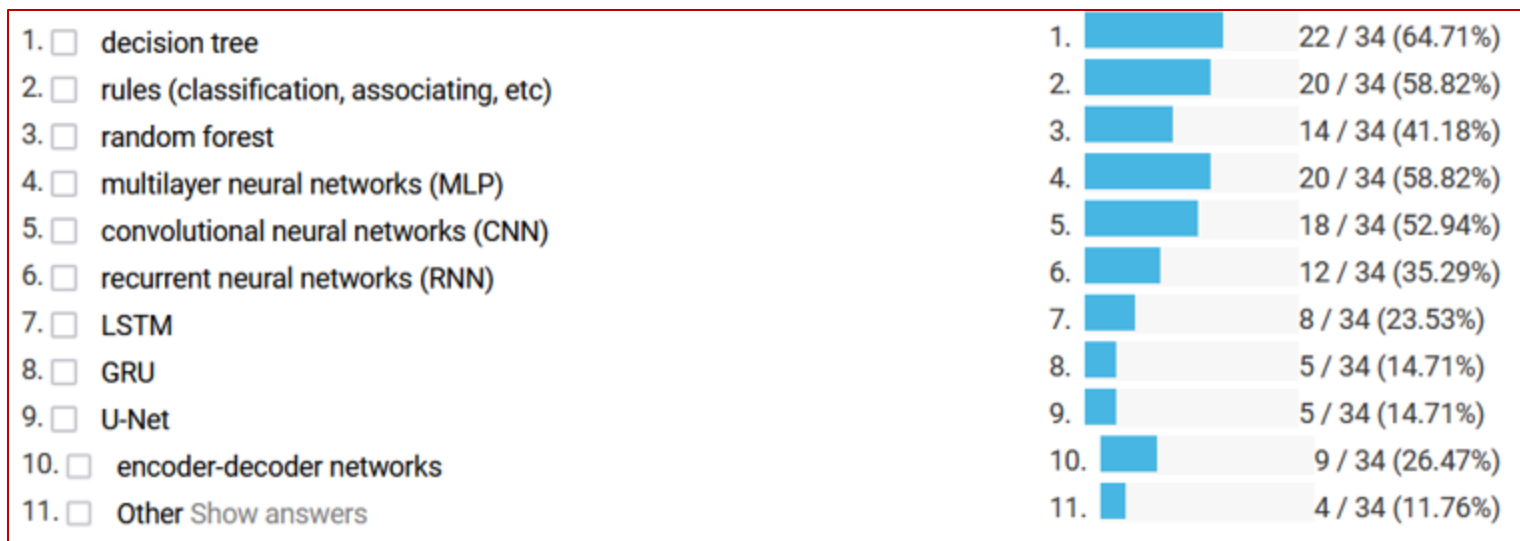 1. decision tree 1. 22 / 34 (64.71%)
2. rules (classification, associating, etc) 2. 20 / 34 (58.82%)
3. random forest 3. 14 / 34 (41.18%)
4. multilayer neural networks (MLP) 4. 20 / 34 (58.82%)
5. convolutional neural networks (CNN) 5. 18 / 34 (52.94%)
6. recurrent neural networks (RNN) 6. 12 / 34 (35.29%)
7. LSTM 7. 8 / 34 (23.53%)
8. GRU 8. 5 / 34 (14.71%)
9. U-Net 9. 5 / 34 (14.71%)
10. encoder-decoder networks 10. 9 / 34 (26.47%)
11. Other Show answers 11. 4 / 34 (11.76%)